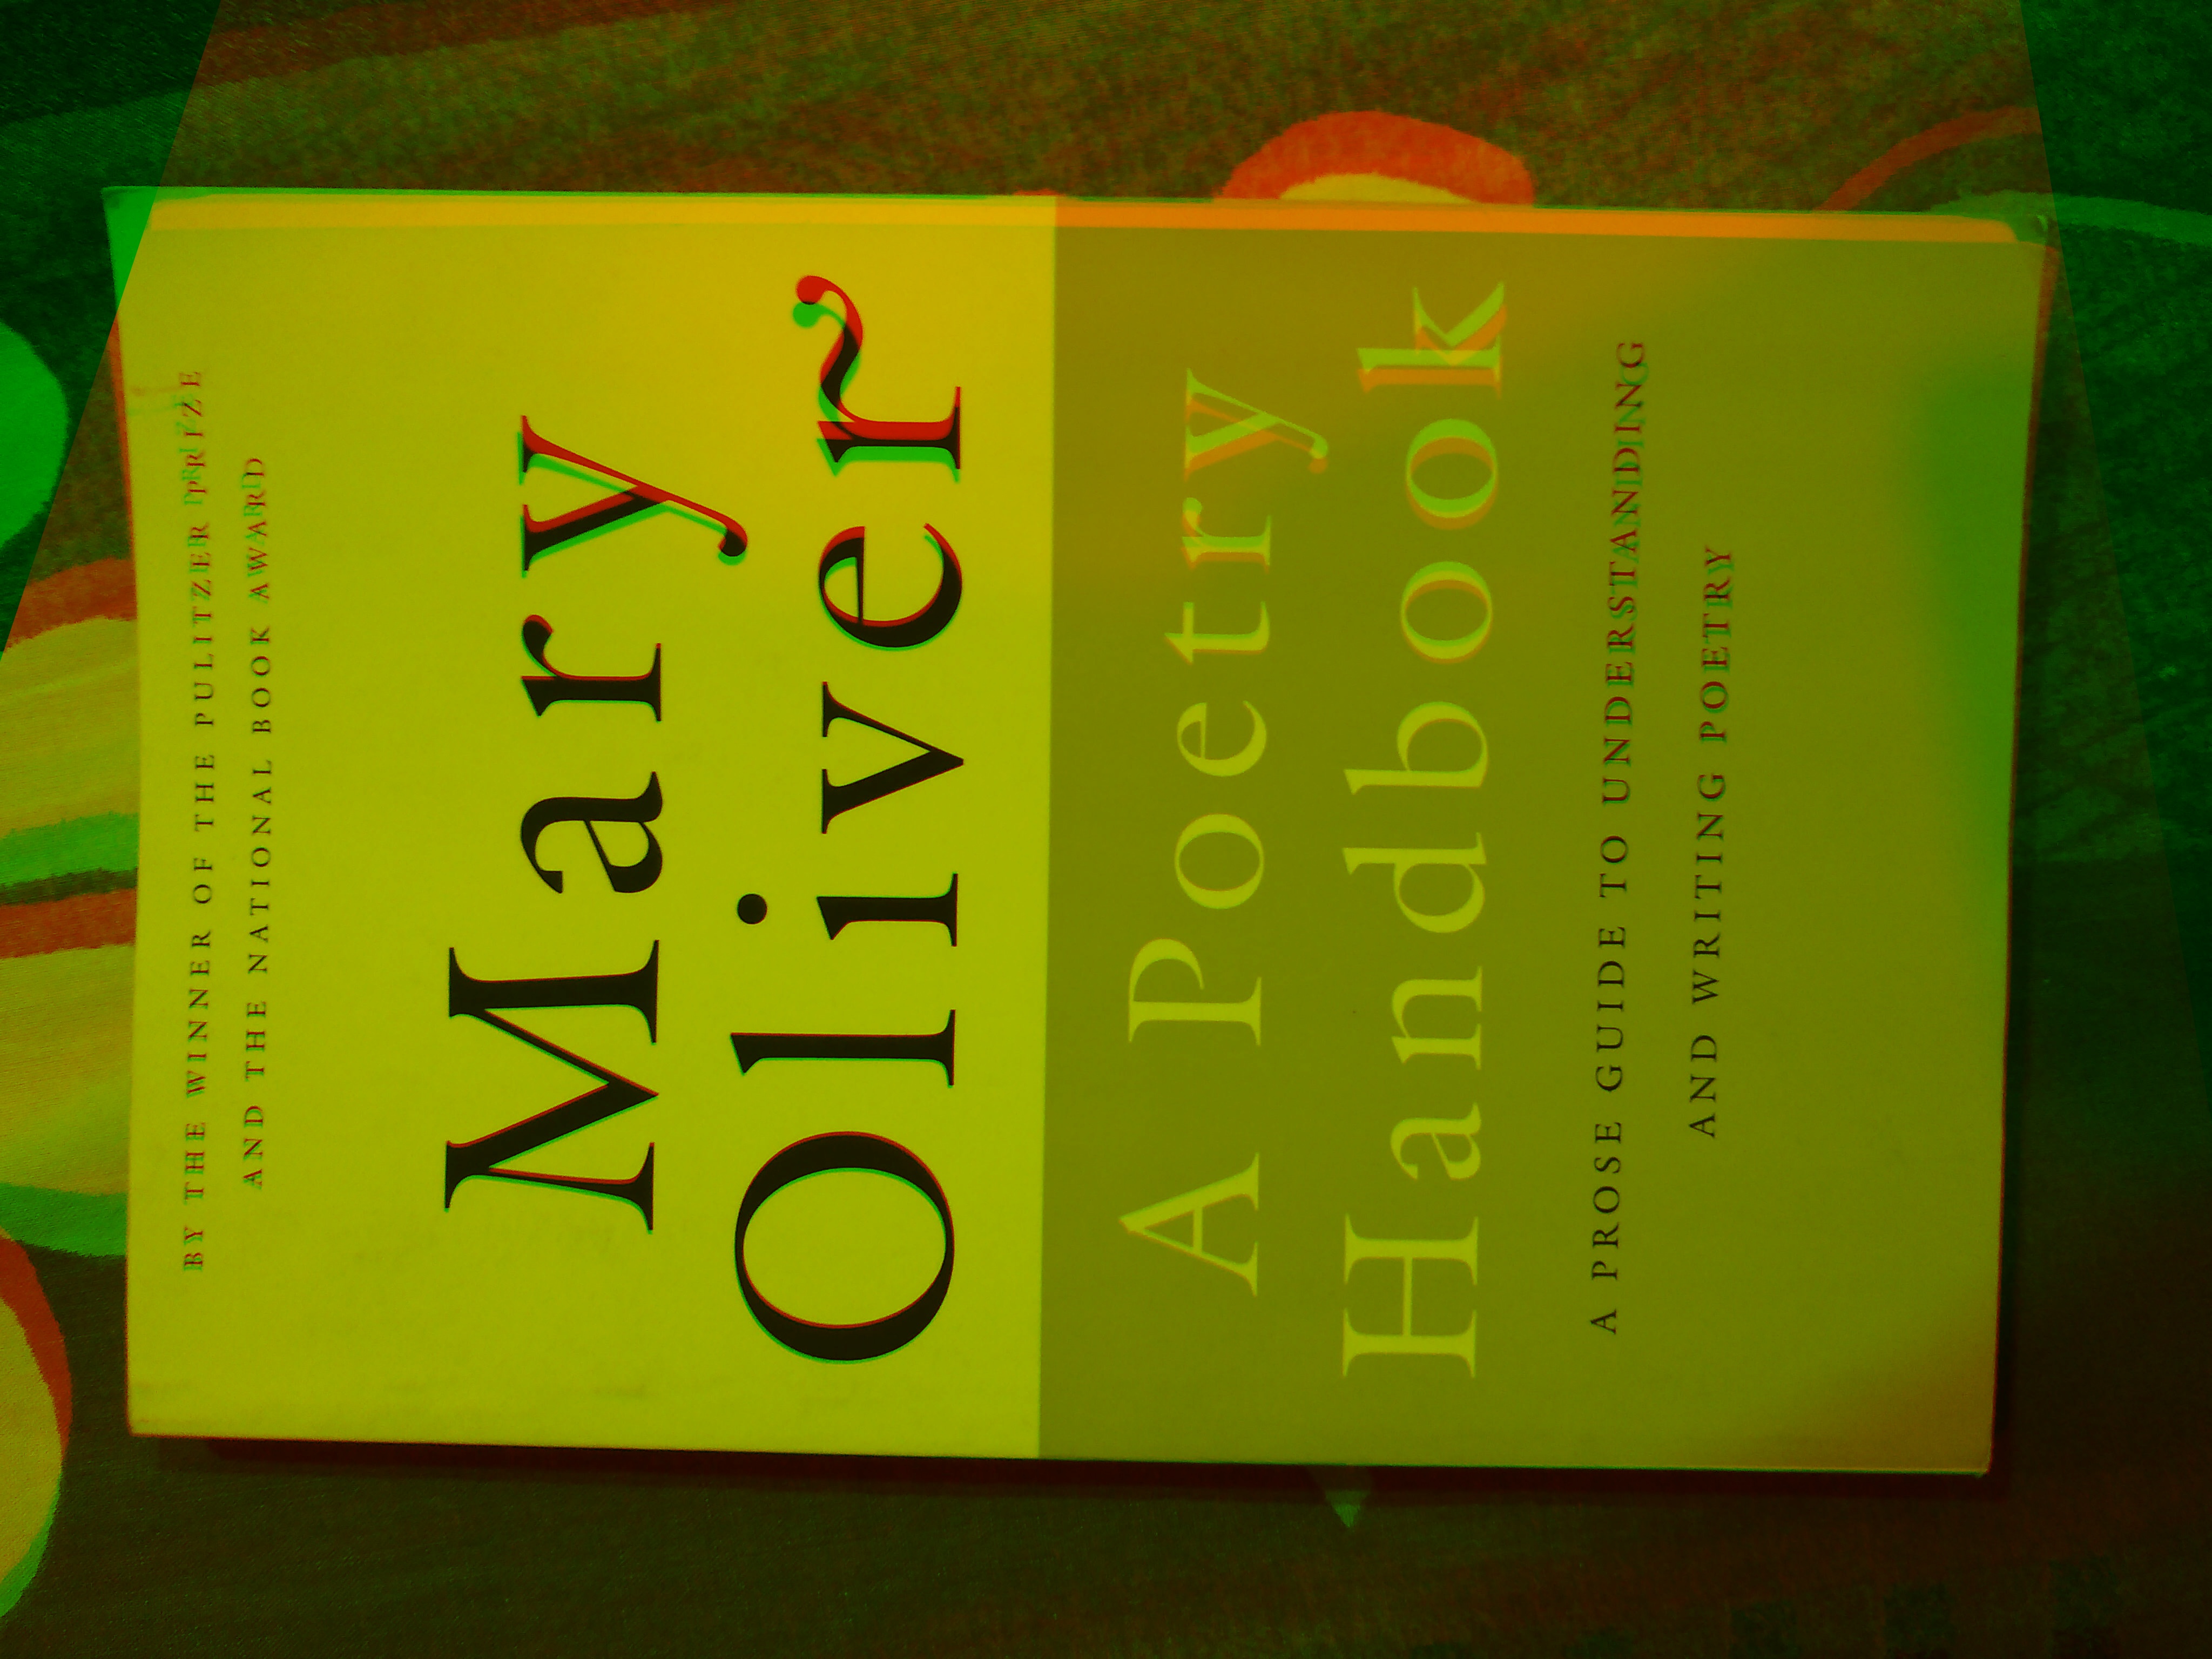 BY THE WINNER OF THE PULITZER PRIZE
AND THE NATIONAL BOOK AWARD
Mary
Oliver
A Poetry
Handbook
A PROSE GUIDE TO UNDERSTANDING
AND WRITING POETRY